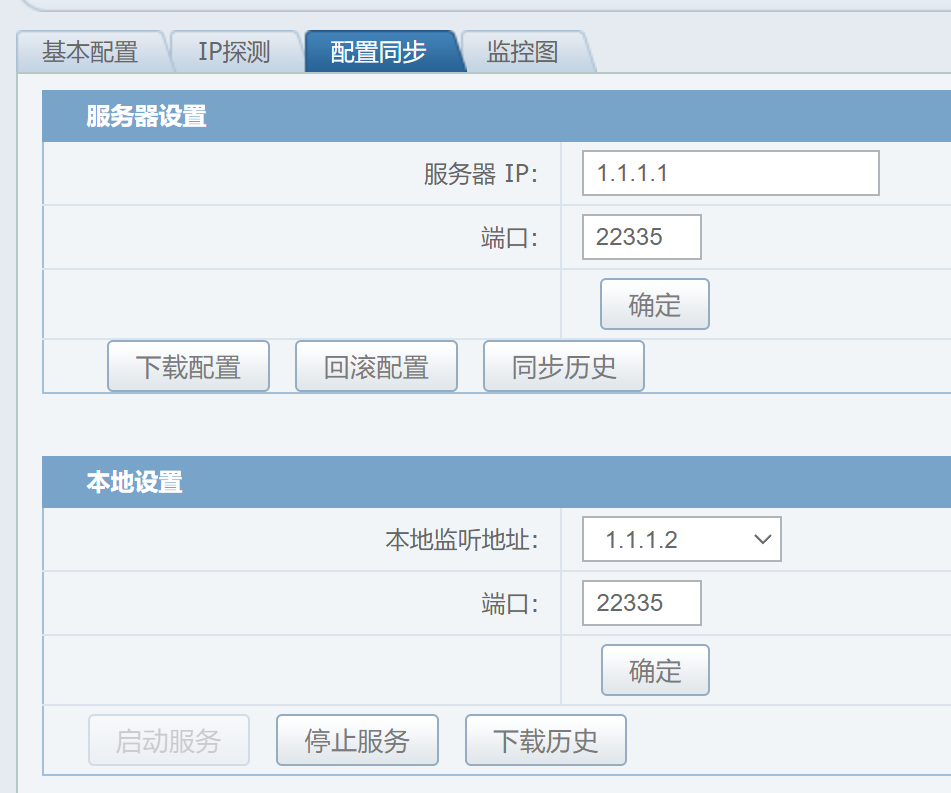 基本配置 IP探测 配置同步 监控图
服务器设置
服务器 IP: 1.1.1.1
端口: 22335
确定
下载配置 回滚配置 同步历史
本地设置
本地监听地址: 1.1.1.2
端口: 22335
确定
启动服务 停止服务 下载历史